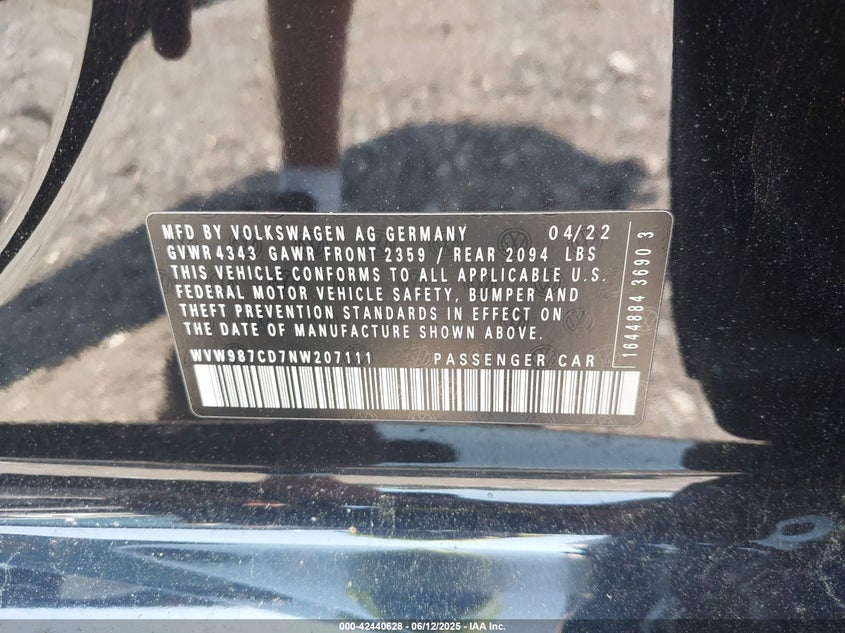 MFD BY VOLKSWAGEN AG GERMANY 04/22
GVWR 4343 GAWR FRONT 2359 / REAR 2094 LBS
THIS VEHICLE CONFORMS TO ALL APPLICABLE U.S.
FEDERAL MOTOR VEHICLE SAFETY, BUMPER AND
THEFT PREVENTION STANDARDS IN EFFECT ON
THE DATE OF MANUFACTURE SHOWN ABOVE.
WVW987CD7NW207111 PASSENGER CAR
1644884 3690 3
000-42440628 - 06/12/2025 - IAA Inc.